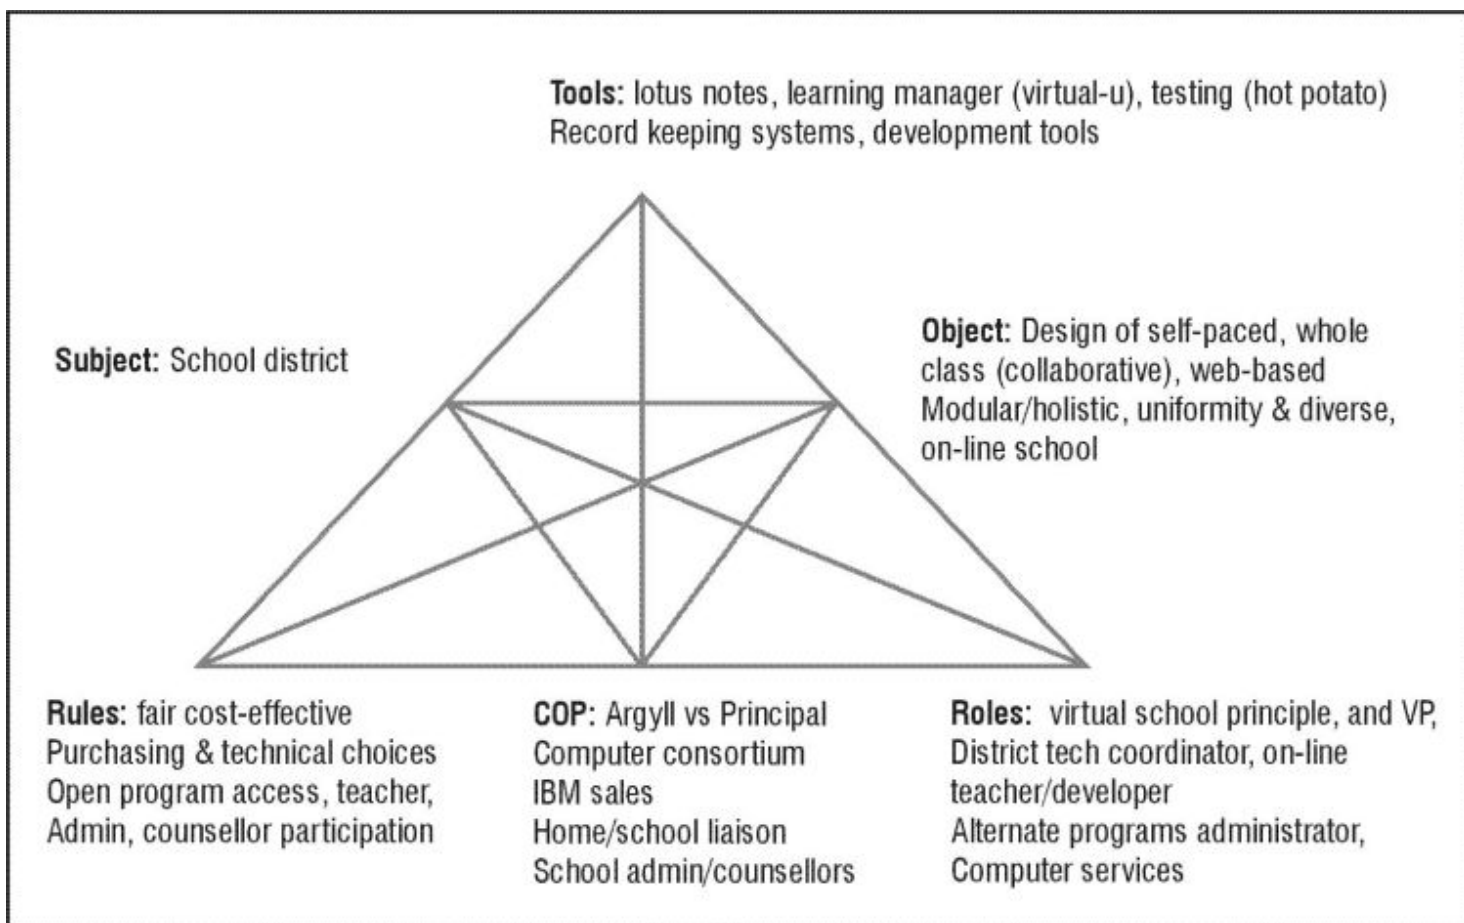 Tools: lotus notes, learning manager (virtual-u), testing (hot potato)
Record keeping systems, development tools
Subject: School district
Object: Design of self-paced, whole
class (collaborative), web-based
Modular/holistic, uniformity & diverse,
on-line school
Rules: fair cost-effective
Purchasing & technical choices
Open program access, teacher,
Admin, counsellor participation
COP: Argyll vs Principal
Computer consortium
IBM sales
Home/school liaison
School admin/counsellors
Roles: virtual school principle, and VP,
District tech coordinator, on-line
teacher/developer
Alternate programs administrator,
Computer services